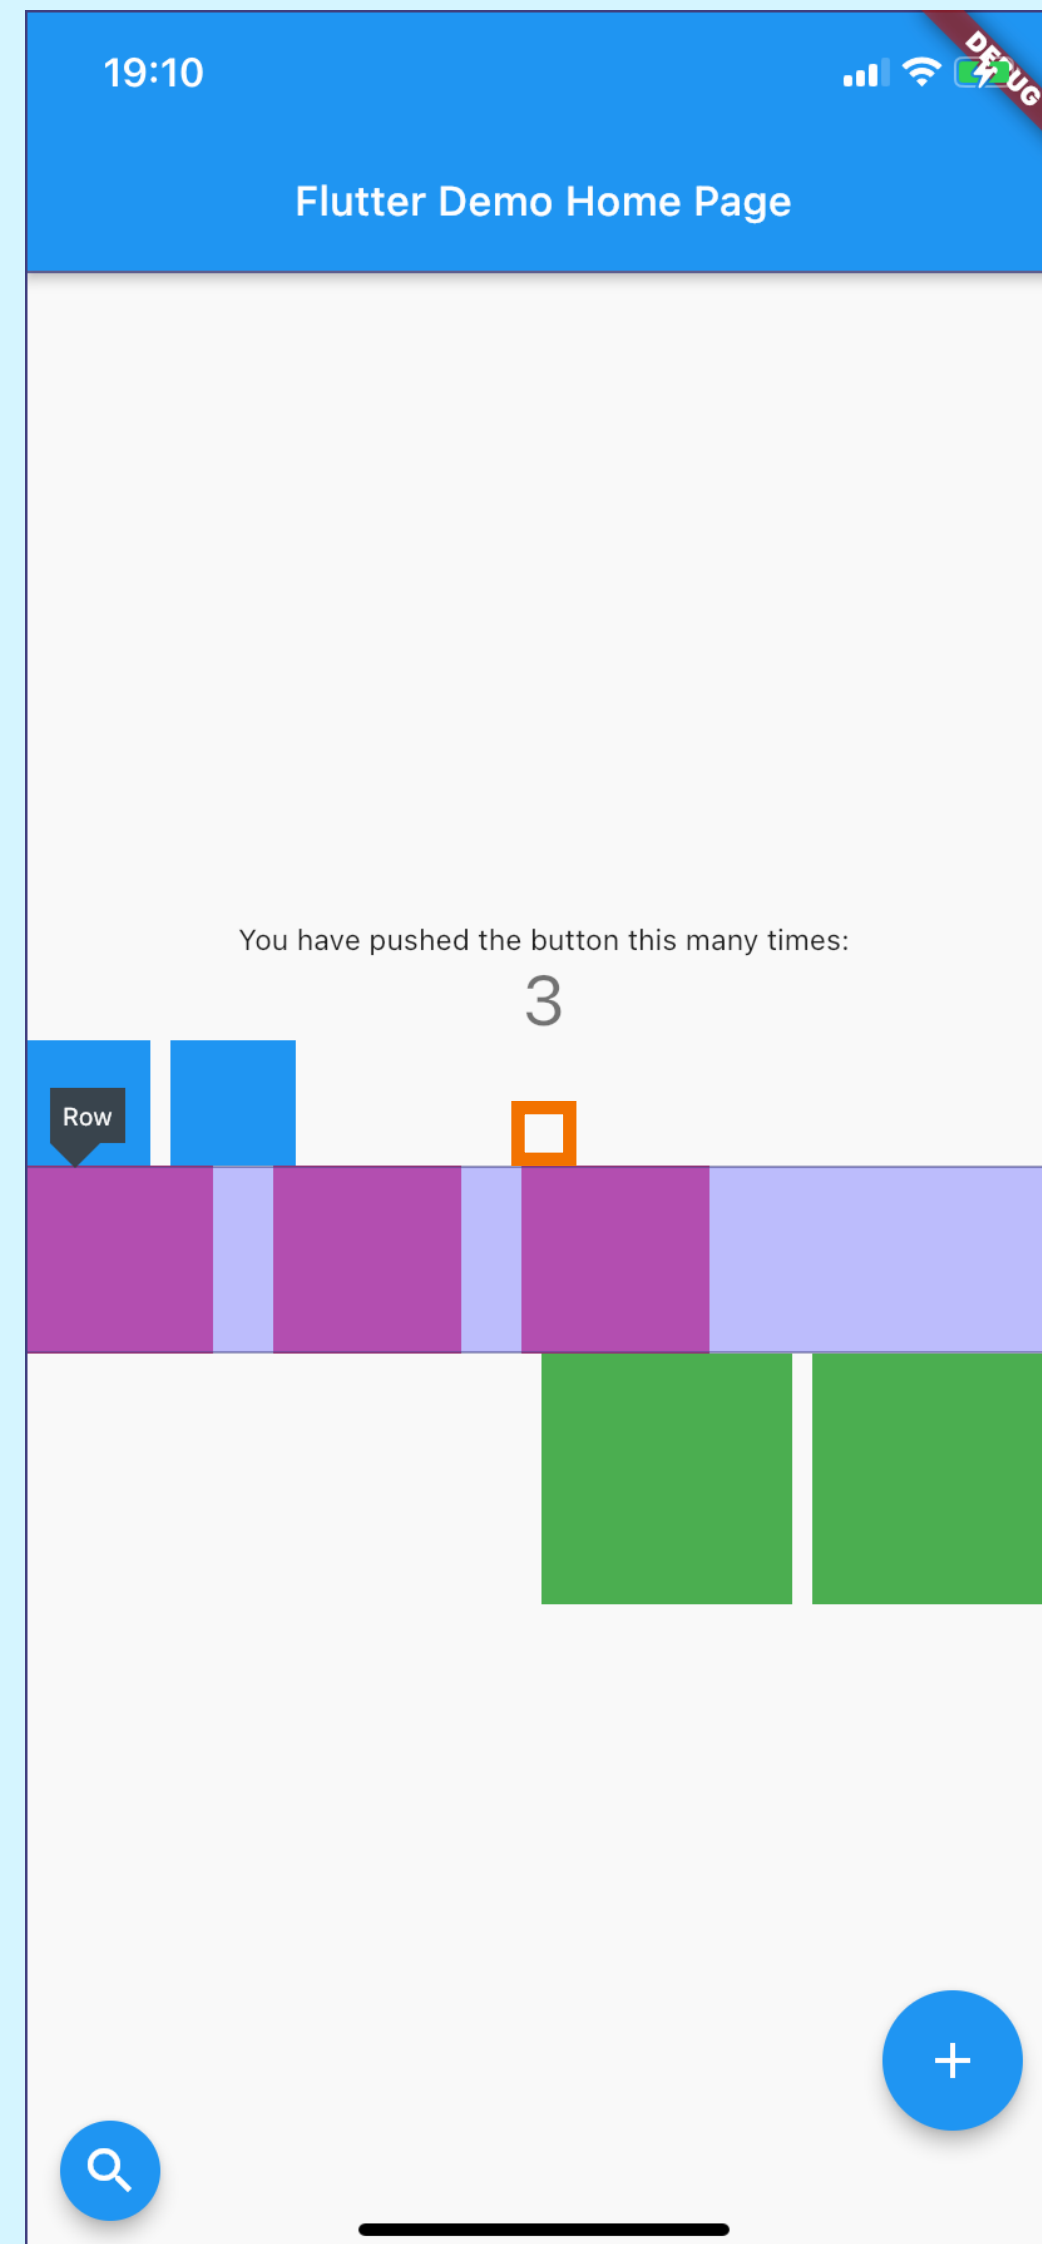 19:10
DEBUG
Flutter Demo Home Page
You have pushed the button this many times:
3
Row